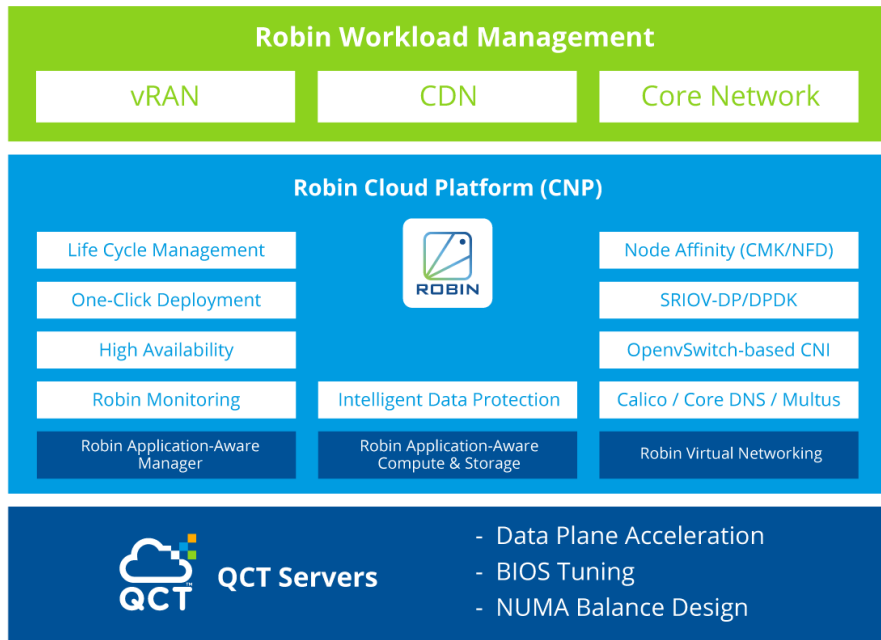 Robin Workload Management
vRAN
CDN
Core Network
Robin Cloud Platform (CNP)
Life Cycle Management
One-Click Deployment
High Availability
Robin Monitoring
Robin Application-Aware
Manager
ROBIN
Intelligent Data Protection
Robin Application-Aware
Compute & Storage
Node Affinity (CMK/NFD)
SRIOV-DP/DPDK
OpenvSwitch-based CNI
Calico / Core DNS / Multus
Robin Virtual Networking
QCT™
QCT Servers
- Data Plane Acceleration
- BIOS Tuning
- NUMA Balance Design